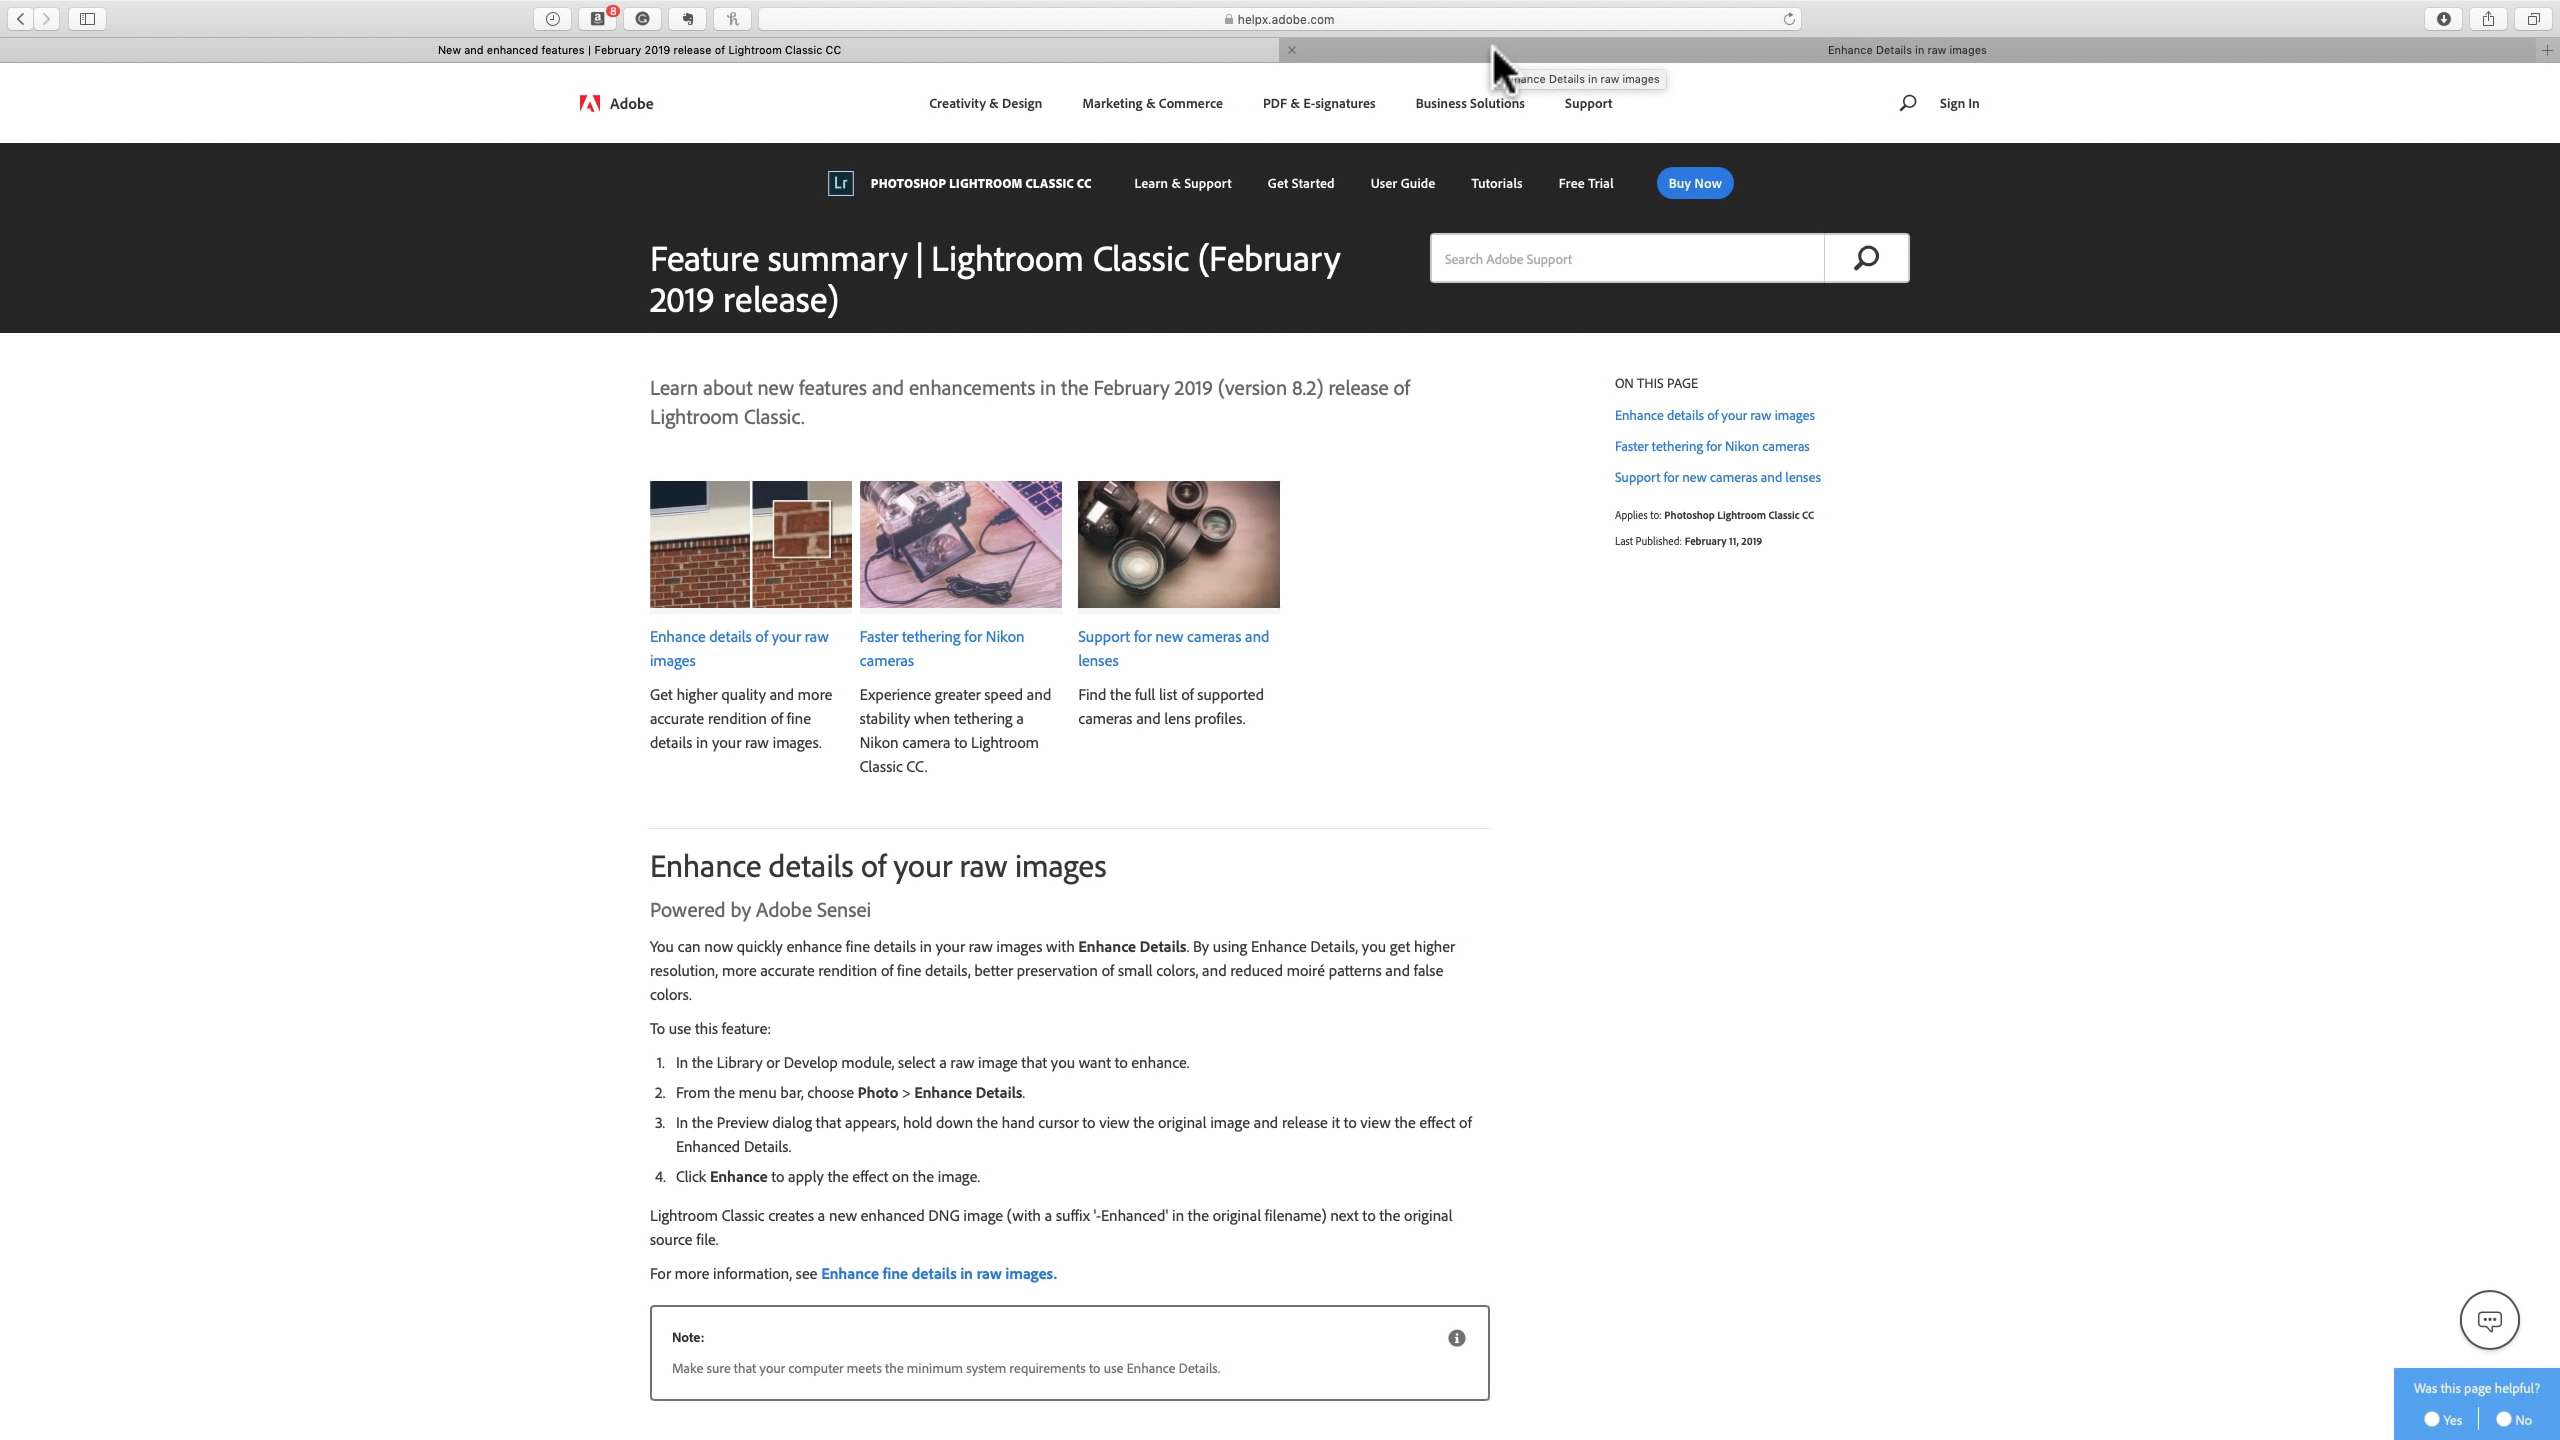 8
helpx.adobe.com
New and enhanced features | February 2019 release of Lightroom Classic CC
Enhance Details in raw images
hance Details in raw images
Adobe
Creativity & Design
Marketing & Commerce
PDF & E-signatures
Business Solutions
Support
Sign In
Lr
PHOTOSHOP LIGHTROOM CLASSIC CC
Learn & Support
Get Started
User Guide
Tutorials
Free Trial
Buy Now
Feature summary | Lightroom Classic (February
2019 release)
Search Adobe Support
Learn about new features and enhancements in the February 2019 (version 8.2) release of
Lightroom Classic.
ON THIS PAGE
Enhance details of your raw images
Faster tethering for Nikon cameras
Support for new cameras and lenses
Applies to: Photoshop Lightroom Classic CC
Last Published: February 11, 2019
Enhance details of your raw
images
Get higher quality and more
accurate rendition of fine
details in your raw images.
Faster tethering for Nikon
cameras
Experience greater speed and
stability when tethering a
Nikon camera to Lightroom
Classic CC.
Support for new cameras and
lenses
Find the full list of supported
cameras and lens profiles.
Enhance details of your raw images
Powered by Adobe Sensei
You can now quickly enhance fine details in your raw images with Enhance Details. By using Enhance Details, you get higher
resolution, more accurate rendition of fine details, better preservation of small colors, and reduced moiré patterns and false
colors.
To use this feature:
1. In the Library or Develop module, select a raw image that you want to enhance.
2. From the menu bar, choose Photo > Enhance Details.
3. In the Preview dialog that appears, hold down the hand cursor to view the original image and release it to view the effect of
Enhanced Details.
4. Click Enhance to apply the effect on the image.
Lightroom Classic creates a new enhanced DNG image (with a suffix '-Enhanced' in the original filename) next to the original
source file.
For more information, see Enhance fine details in raw images.
Note:
Make sure that your computer meets the minimum system requirements to use Enhance Details.
Was this page helpful?
Yes
No